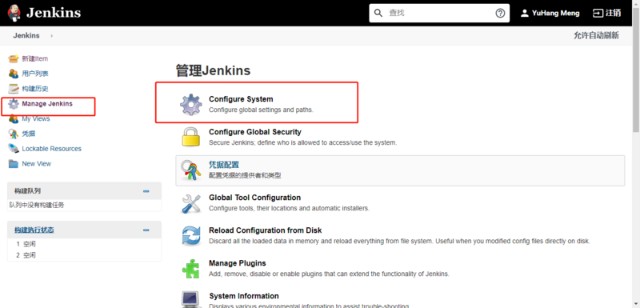 Jenkins
查找
YuHang Meng
注销
Jenkins
允许自动刷新
新建Item
用户列表
构建历史
Manage Jenkins
My Views
凭据
Lockable Resources
New View
构建队列
队列中没有构建任务
构建执行状态
1 空闲
2 空闲
管理Jenkins
Configure System
Configure global settings and paths.
Configure Global Security
Secure Jenkins; define who is allowed to access/use the system.
凭据配置
配置凭据的提供者和类型
Global Tool Configuration
Configure tools, their locations and automatic installers.
Reload Configuration from Disk
Discard all the loaded data in memory and reload everything from file system. Useful when you modified config files directly on disk.
Manage Plugins
Add, remove, disable or enable plugins that can extend the functionality of Jenkins.
System Information
Displays various environmental information to assist trouble-shooting.